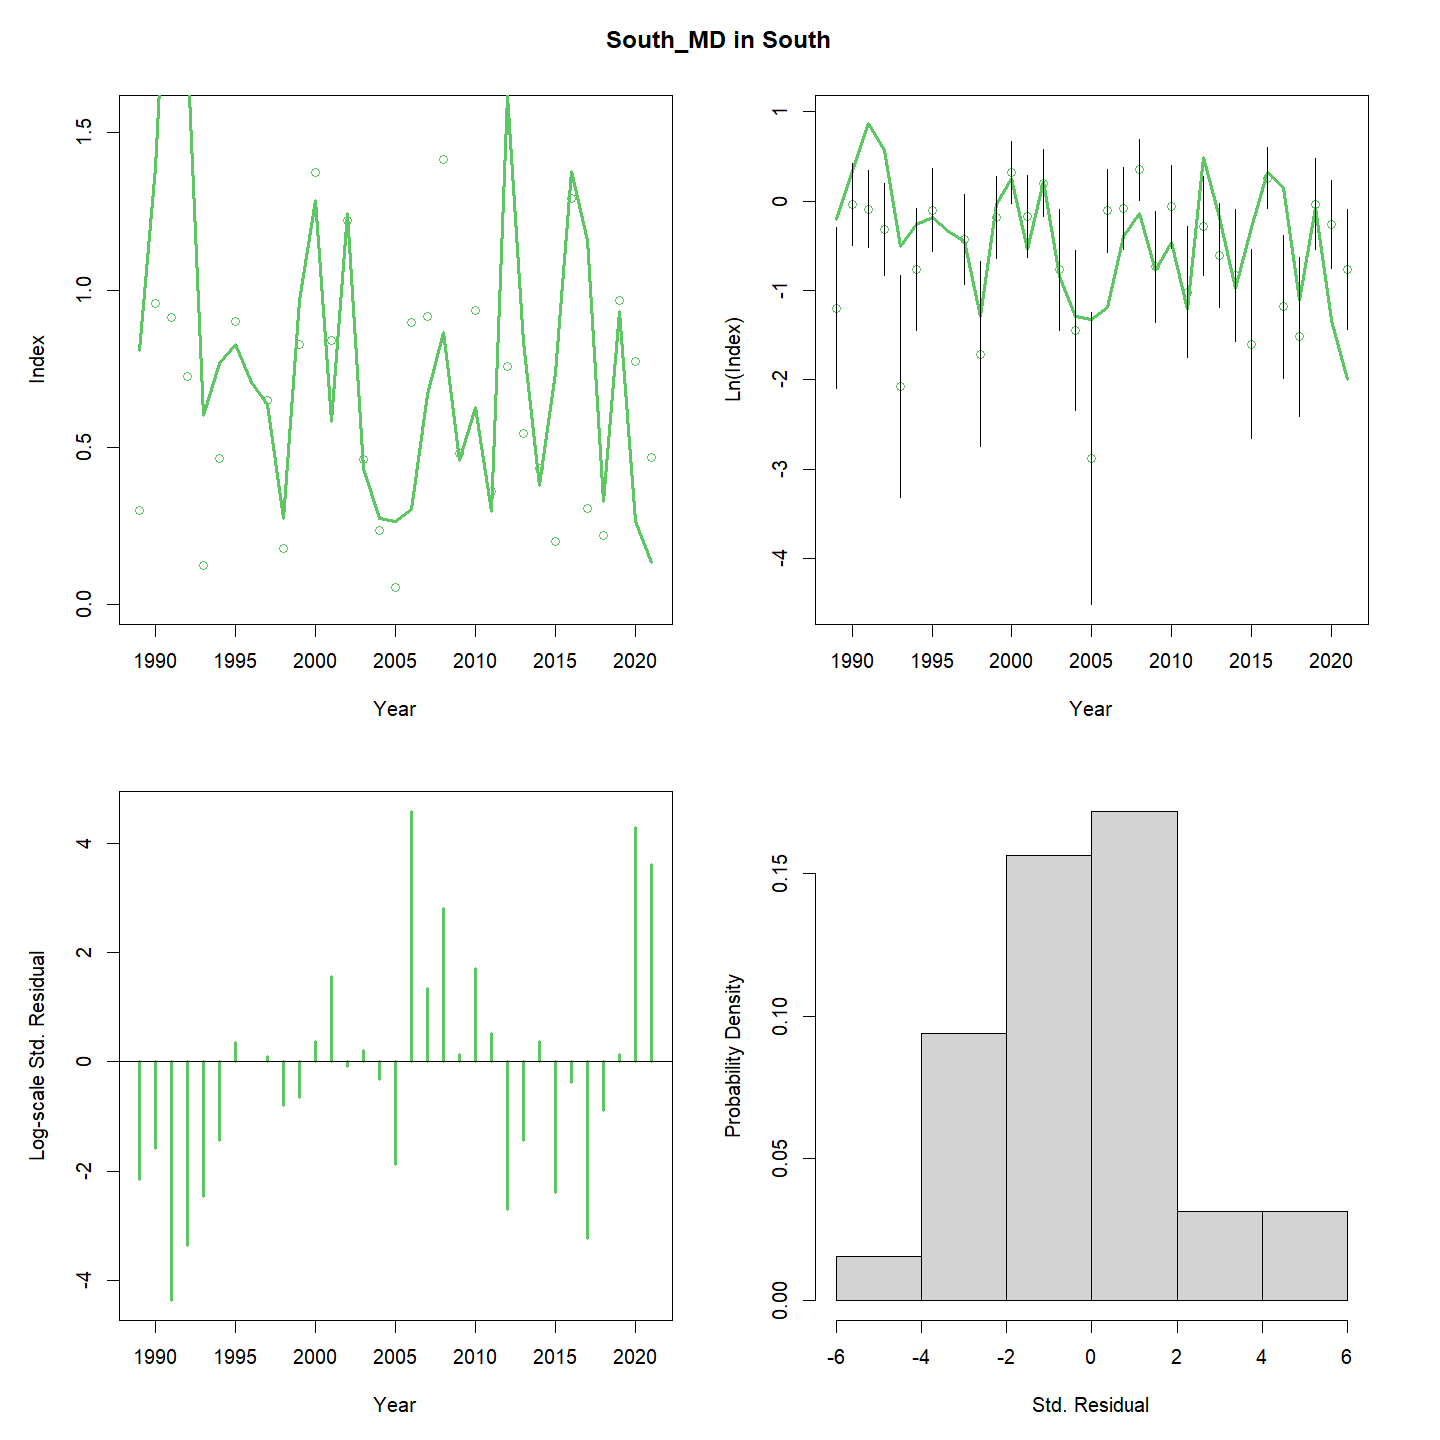 South_MD in South
Index
0.0 0.5 1.0 1.5
1990 1995 2000 2005 2010 2015 2020
Year
Ln(Index)
-4 -3 -2 -1 0 1
1990 1995 2000 2005 2010 2015 2020
Year
Log-scale Std. Residual
-4 -2 0 2 4
1990 1995 2000 2005 2010 2015 2020
Year
Probability Density
0.00 0.05 0.10 0.15
-6 -4 -2 0 2 4 6
Std. Residual